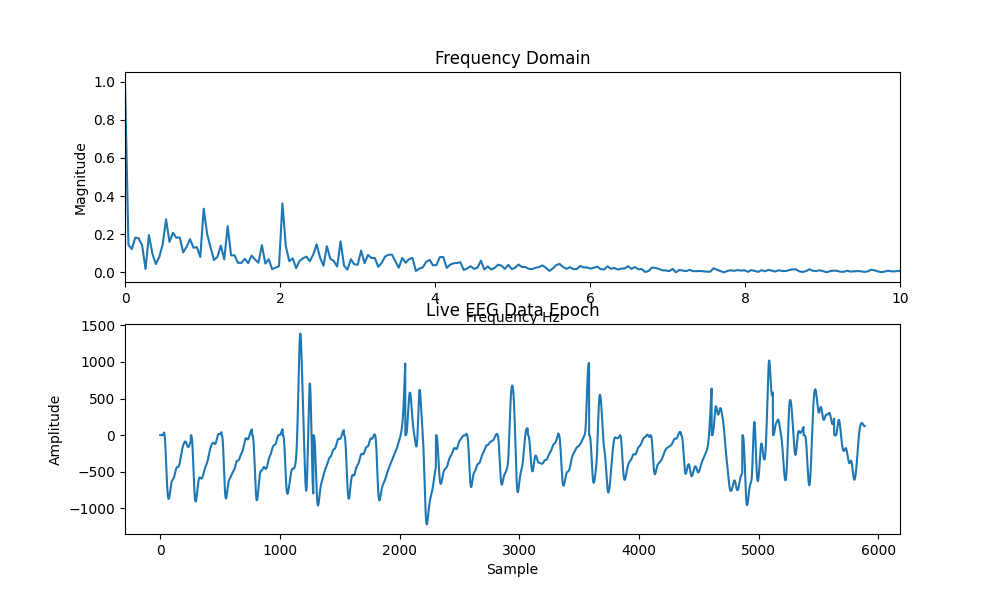 Frequency Domain
1.0
0.8
0.6
0.4
0.2
0.0
Magnitude
0 2 4 6 8 10
Frequency Hz
Live EEG Data Epoch
1500
1000
500
0
−500
−1000
Amplitude
0 1000 2000 3000 4000 5000 6000
Sample